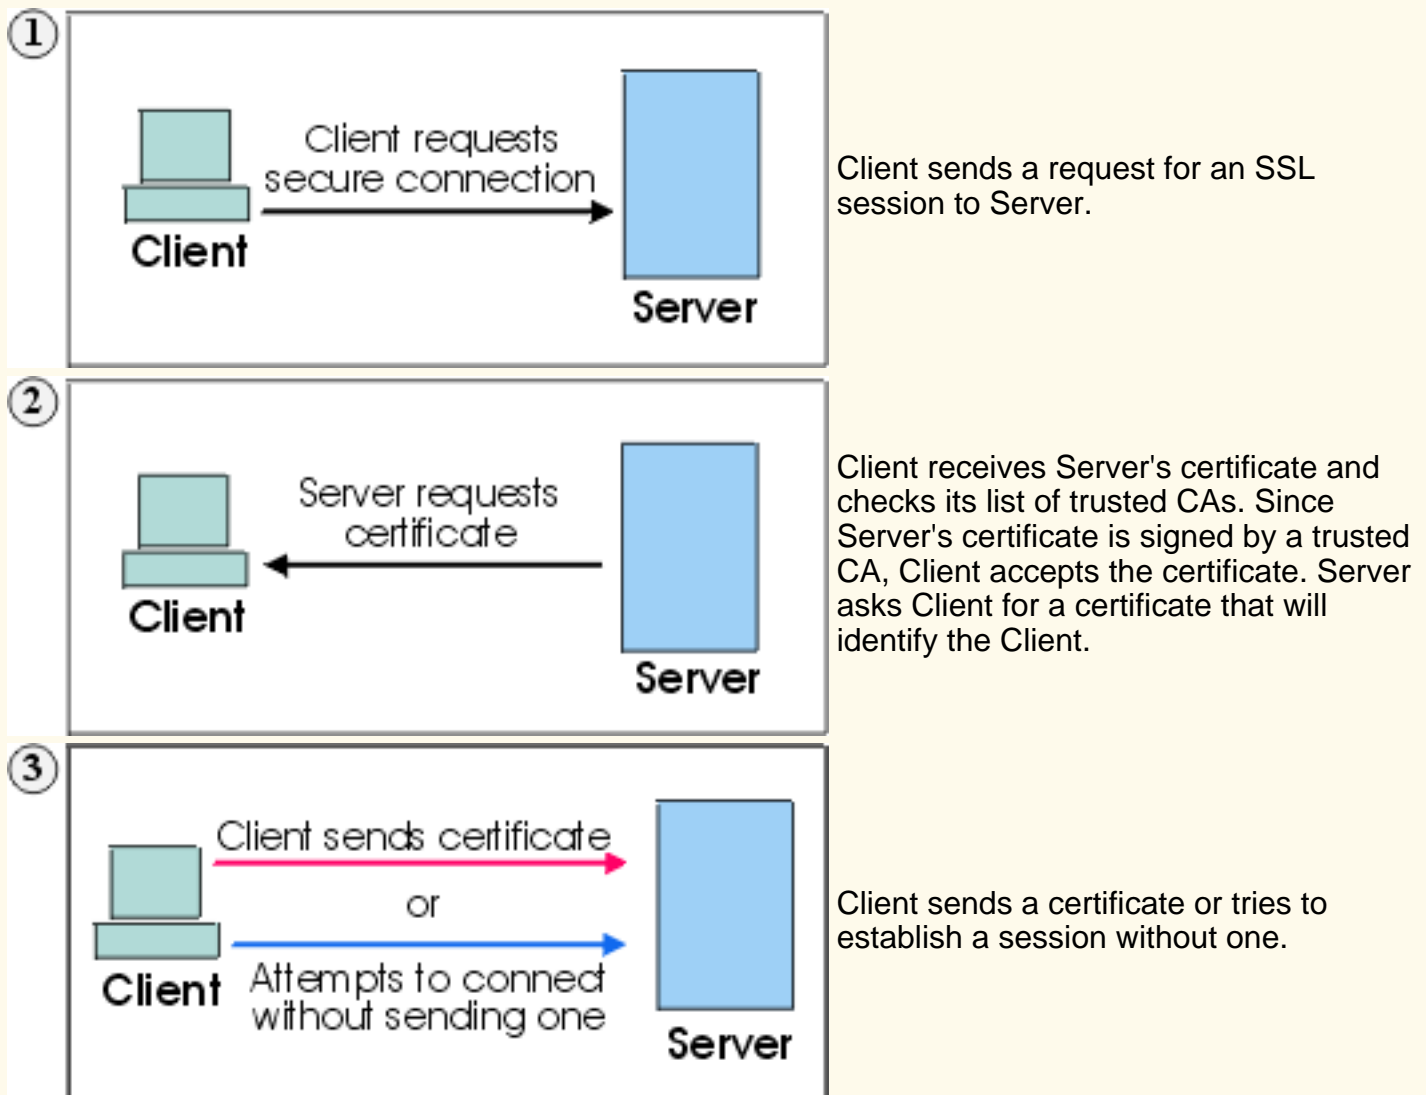 1
Client requests
secure connection
Client
Server
Client sends a request for an SSL
session to Server.
2
Server requests
certificate
Client
Server
Client receives Server's certificate and
checks its list of trusted CAs. Since
Server's certificate is signed by a trusted
CA, Client accepts the certificate. Server
asks Client for a certificate that will
identify the Client.
3
Client sends certificate
or
Attempts to connect
without sending one
Client
Server
Client sends a certificate or tries to
establish a session without one.